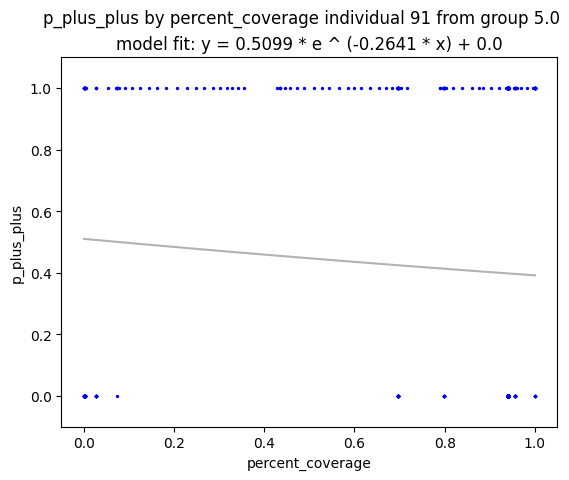 p_plus_plus by percent_coverage individual 91 from group 5.0
model fit: y = 0.5099 * e ^ (-0.2641 * x) + 0.0
1.0
0.8
0.6
0.4
0.2
0.0
p_plus_plus
0.0 0.2 0.4 0.6 0.8 1.0
percent_coverage